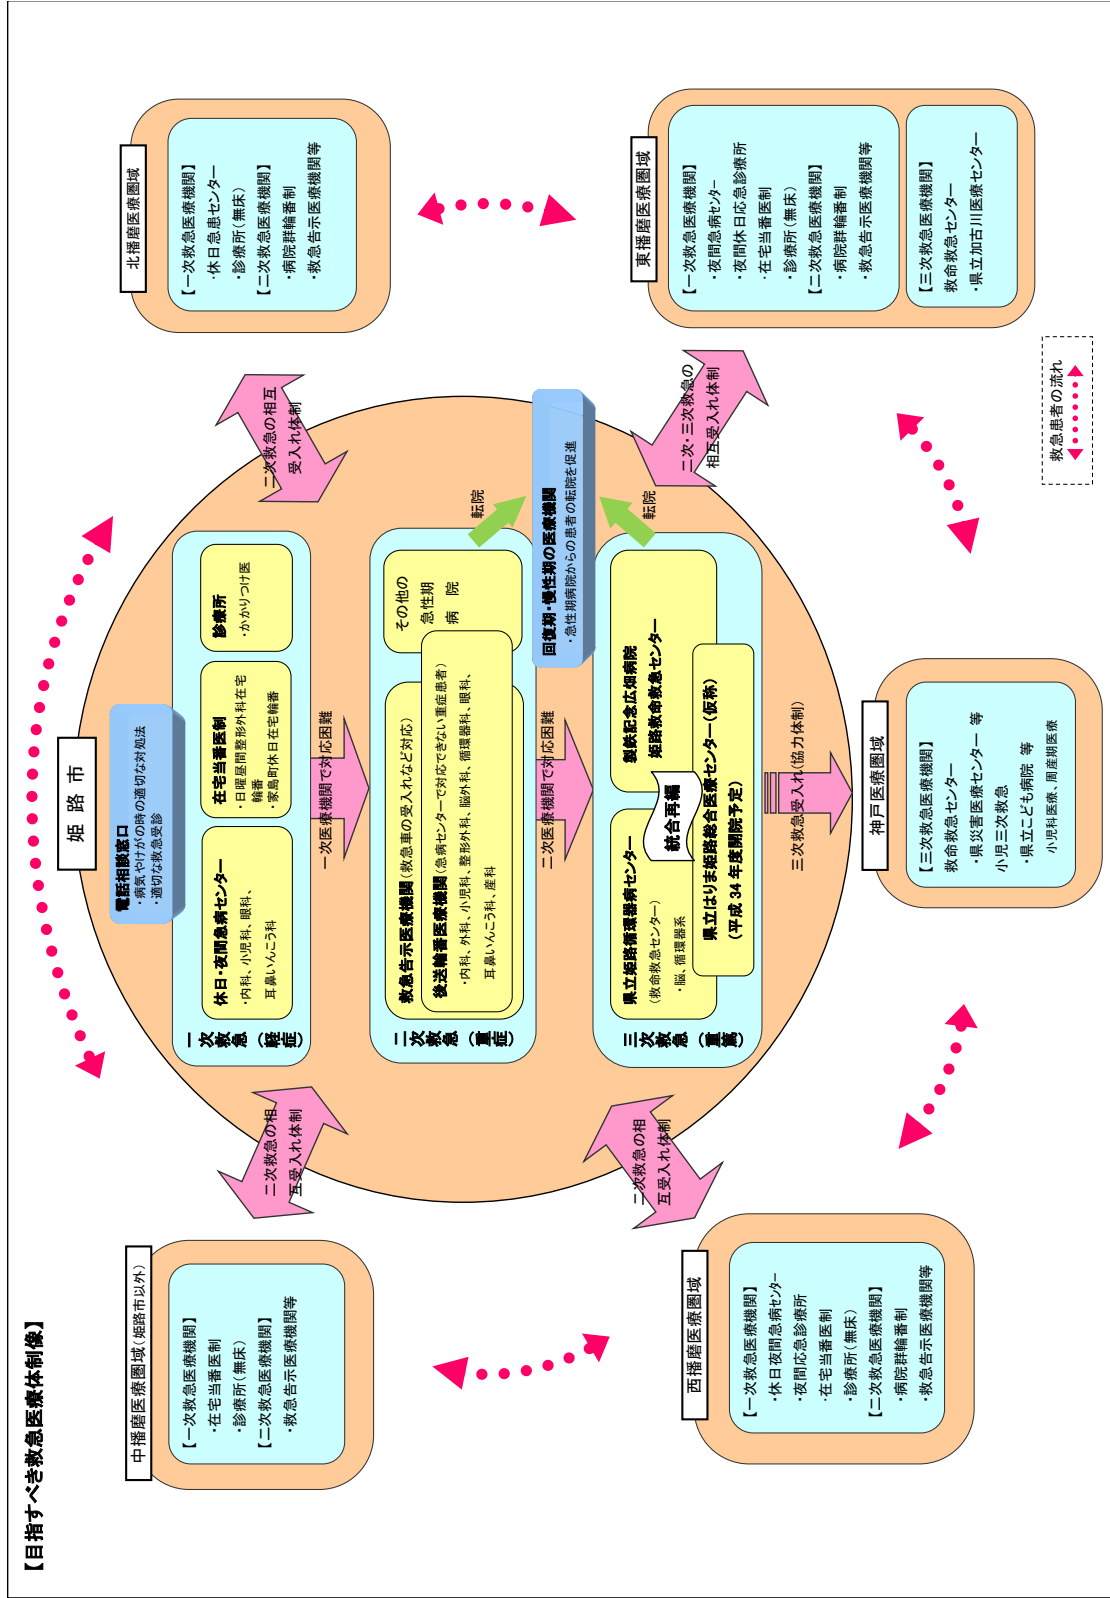 【目指すべき救急医療体制像】
姫 路 市
電話相談窓口
・病気やけがの時の適切な対処法
・適切な救急受診
一次救急(軽症)
休日・夜間急病センター
・内科、小児科、眼科、
耳鼻いんこう科
在宅当番医制
・日曜昼間整形外科在宅
輪番
・家島町休日在宅輪番
診療所
・かかりつけ医
一次医療機関で対応困難
二次救急(重症)
救急告示医療機関(救急車の受入れなど対応)
後送輪番医療機関(急病センターで対応できない重症患者)
・内科、外科、小児科、整形外科、脳外科、循環器科、眼科、
耳鼻いんこう科、産科
その他の
急性期
病 院
転院
二次医療機関で対応困難
回復期・慢性期の医療機関
・急性期病院からの患者の転院を促進
転院
三次救急(重篤)
県立姫路循環器病センター
(救命救急センター)
・脳、循環器系
統合再編
製鉄記念広畑病院
姫路救命救急センター
県立はりま姫路総合医療センター(仮称)
(平成 34 年度開院予定)
三次救急受入れ(協力体制)
中播磨医療圏域(姫路市以外)
【一次救急医療機関】
・在宅当番医制
・診療所(無床)
【二次救急医療機関】
・救急告示医療機関等
二次救急の相
互受入れ体制
北播磨医療圏域
【一次救急医療機関】
・休日急患センター
・診療所(無床)
【二次救急医療機関】
・病院群輪番制
・救急告示医療機関等
二次救急の相互
受入れ体制
西播磨医療圏域
【一次救急医療機関】
・休日夜間急病センター
・夜間応急診療所
・在宅当番医制
・診療所(無床)
【二次救急医療機関】
・病院群輪番制
・救急告示医療機関等
二次救急の相
互受入れ体制
神戸医療圏域
【三次救急医療機関】
救命救急センター
・県災害医療センター 等
小児三次救急
・県立こども病院 等
小児科医療、周産期医療
東播磨医療圏域
【一次救急医療機関】
・夜間急病センター
・夜間休日応急診療所
・在宅当番医制
・診療所(無床)
【二次救急医療機関】
・病院群輪番制
・救急告示医療機関等
【三次救急医療機関】
救命救急センター
・県立加古川医療センター
二次・三次救急の
相互受入れ体制
救急患者の流れ